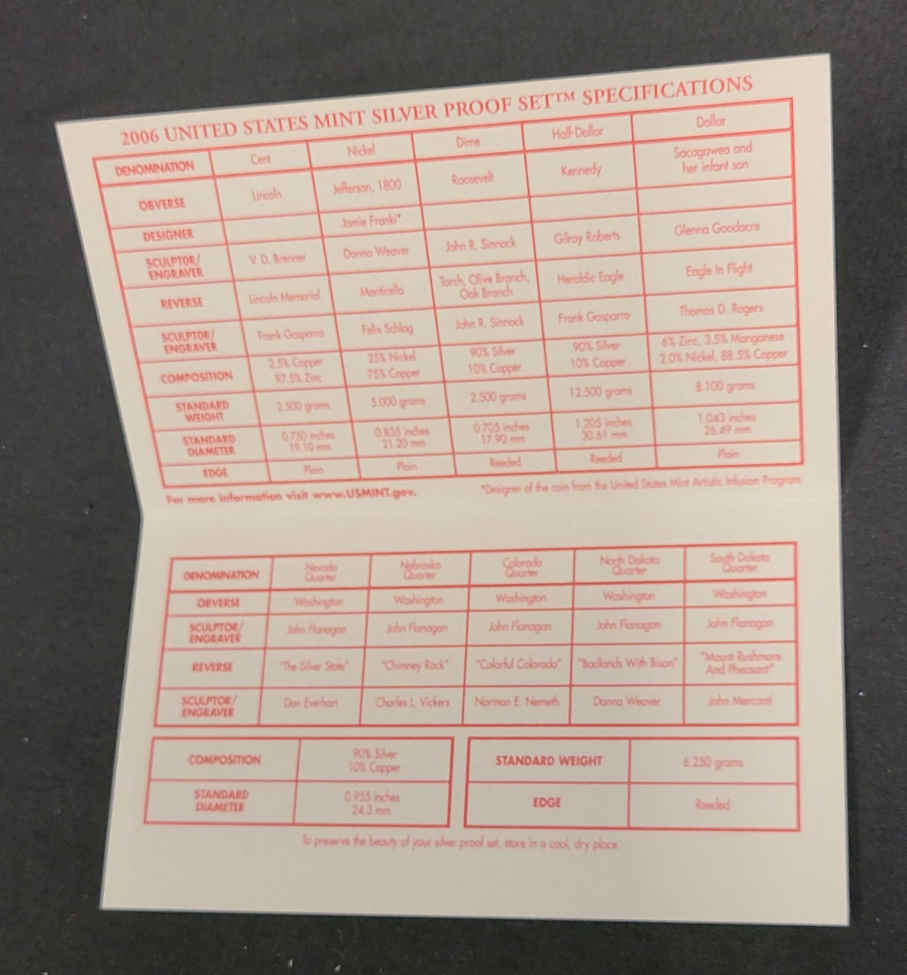 2006 UNITED STATES MINT SILVER PROOF SET™ SPECIFICATIONS
DENOMINATION Cent Nickel Dime Half-Dollar Dollar
OBVERSE Lincoln Jefferson, 1800 Roosevelt Kennedy Sacagawea and
her infant son
DESIGNER Jamie Franki*
SCULPTOR/
ENGRAVER V. D. Brenner Donna Weaver John R. Sinnock Gilroy Roberts Glenna Goodacre
REVERSE Lincoln Memorial Monticello Torch, Olive Branch,
Oak Branch Heraldic Eagle Eagle In Flight
SCULPTOR/
ENGRAVER Frank Gasparro Felix Schlag John R. Sinnock Frank Gasparro Thomas D. Rogers
COMPOSITION 2.5% Copper 25% Nickel 90% Silver 90% Silver 6% Zinc, 3.5% Manganese
97.5% Zinc 75% Copper 10% Copper 10% Copper 2.0% Nickel, 88.5% Copper
STANDARD
WEIGHT 2.500 grams 5.000 grams 2.500 grams 12.500 grams 8.100 grams
STANDARD 0.750 inches 0.835 inches 0.705 inches 1.205 inches 1.043 inches
DIAMETER 19.10 mm 21.20 mm 17.90 mm 30.61 mm 26.49 mm
EDGE Plain Plain Reeded Reeded Plain
For more information visit www.USMINT.gov. *Designer of the coin from the United States Mint Artistic Infusion Program
DENOMINATION Nevada Nebraska Colorado North Dakota South Dakota
Quarter Quarter Quarter Quarter Quarter
OBVERSE Washington Washington Washington Washington Washington
SCULPTOR/
ENGRAVER John Flanagan John Flanagan John Flanagan John Flanagan John Flanagan
REVERSE "The Silver State" "Chimney Rock" "Colorful Colorado" "Badlands With Bison" "Mount Rushmore
And Pheasant"
SCULPTOR/
ENGRAVER Don Everhart Charles L. Vickers Norman E. Nemeth Donna Weaver John Mercanti
COMPOSITION 90% Silver
10% Copper
STANDARD WEIGHT 6.250 grams
STANDARD 0.955 inches
DIAMETER 24.3 mm
EDGE Reeded
To preserve the beauty of your silver proof set, store in a cool, dry place.